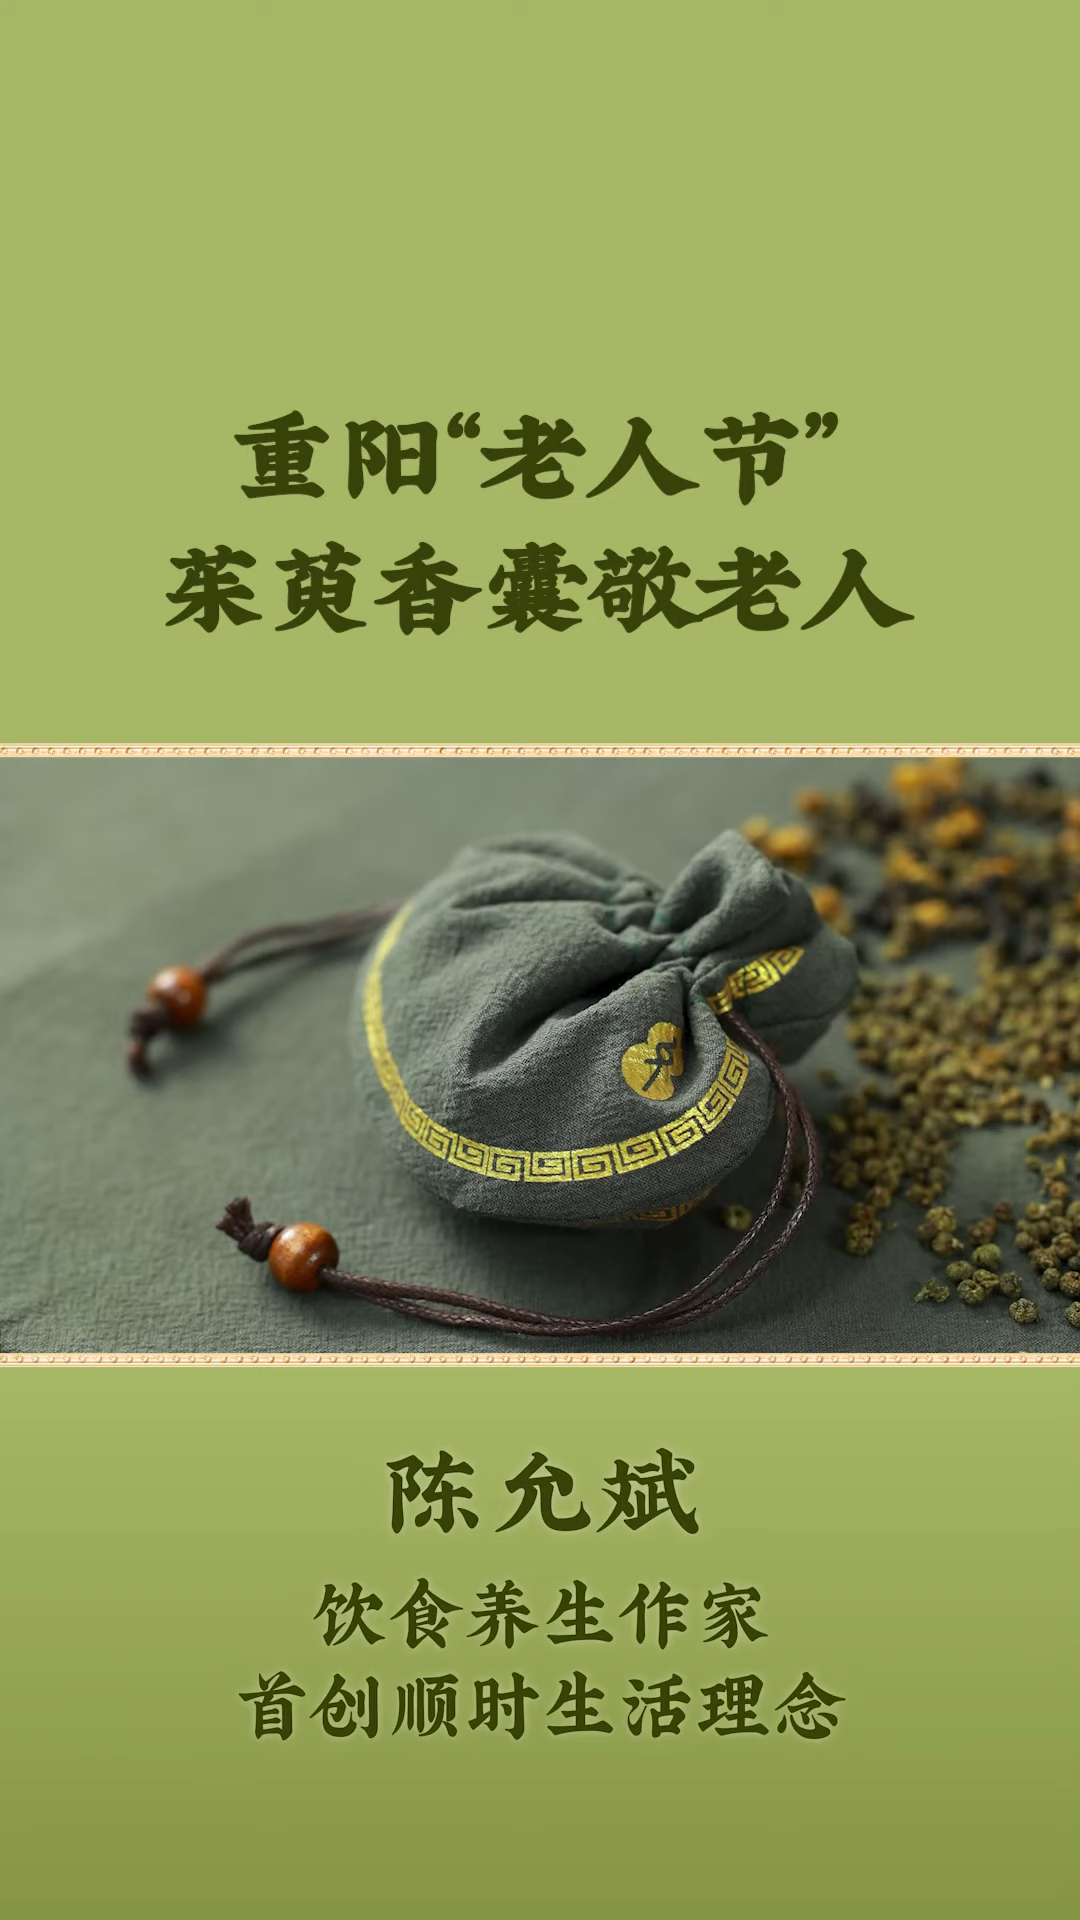 重阳“老人节”
茱萸香囊敬老人
陈允斌
饮食养生作家
首创顺时生活理念